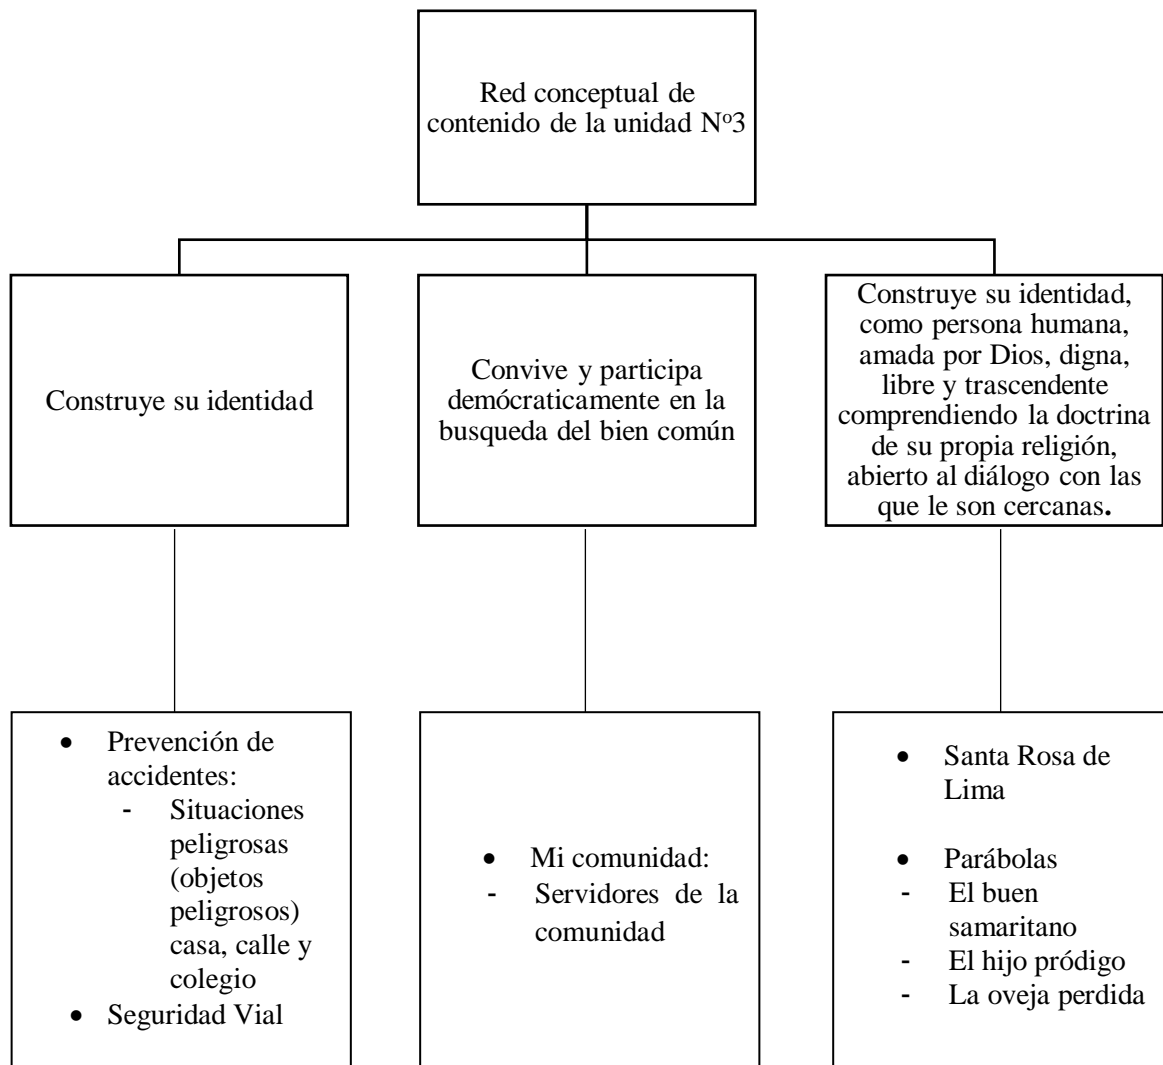 Red conceptual de
contenido de la unidad Nº3
Construye su identidad
Convive y participa
demócraticamente en la
busqueda del bien común
Construye su identidad,
como persona humana,
amada por Dios, digna,
libre y trascendente
comprendiendo la doctrina
de su propia religión,
abierto al diálogo con las
que le son cercanas.
• Prevención de
accidentes:
- Situaciones
peligrosas
(objetos
peligrosos)
casa, calle y
colegio
• Seguridad Vial
• Mi comunidad:
- Servidores de la
comunidad
• Santa Rosa de
Lima
• Parábolas
- El buen
samaritano
- El hijo pródigo
- La oveja perdida